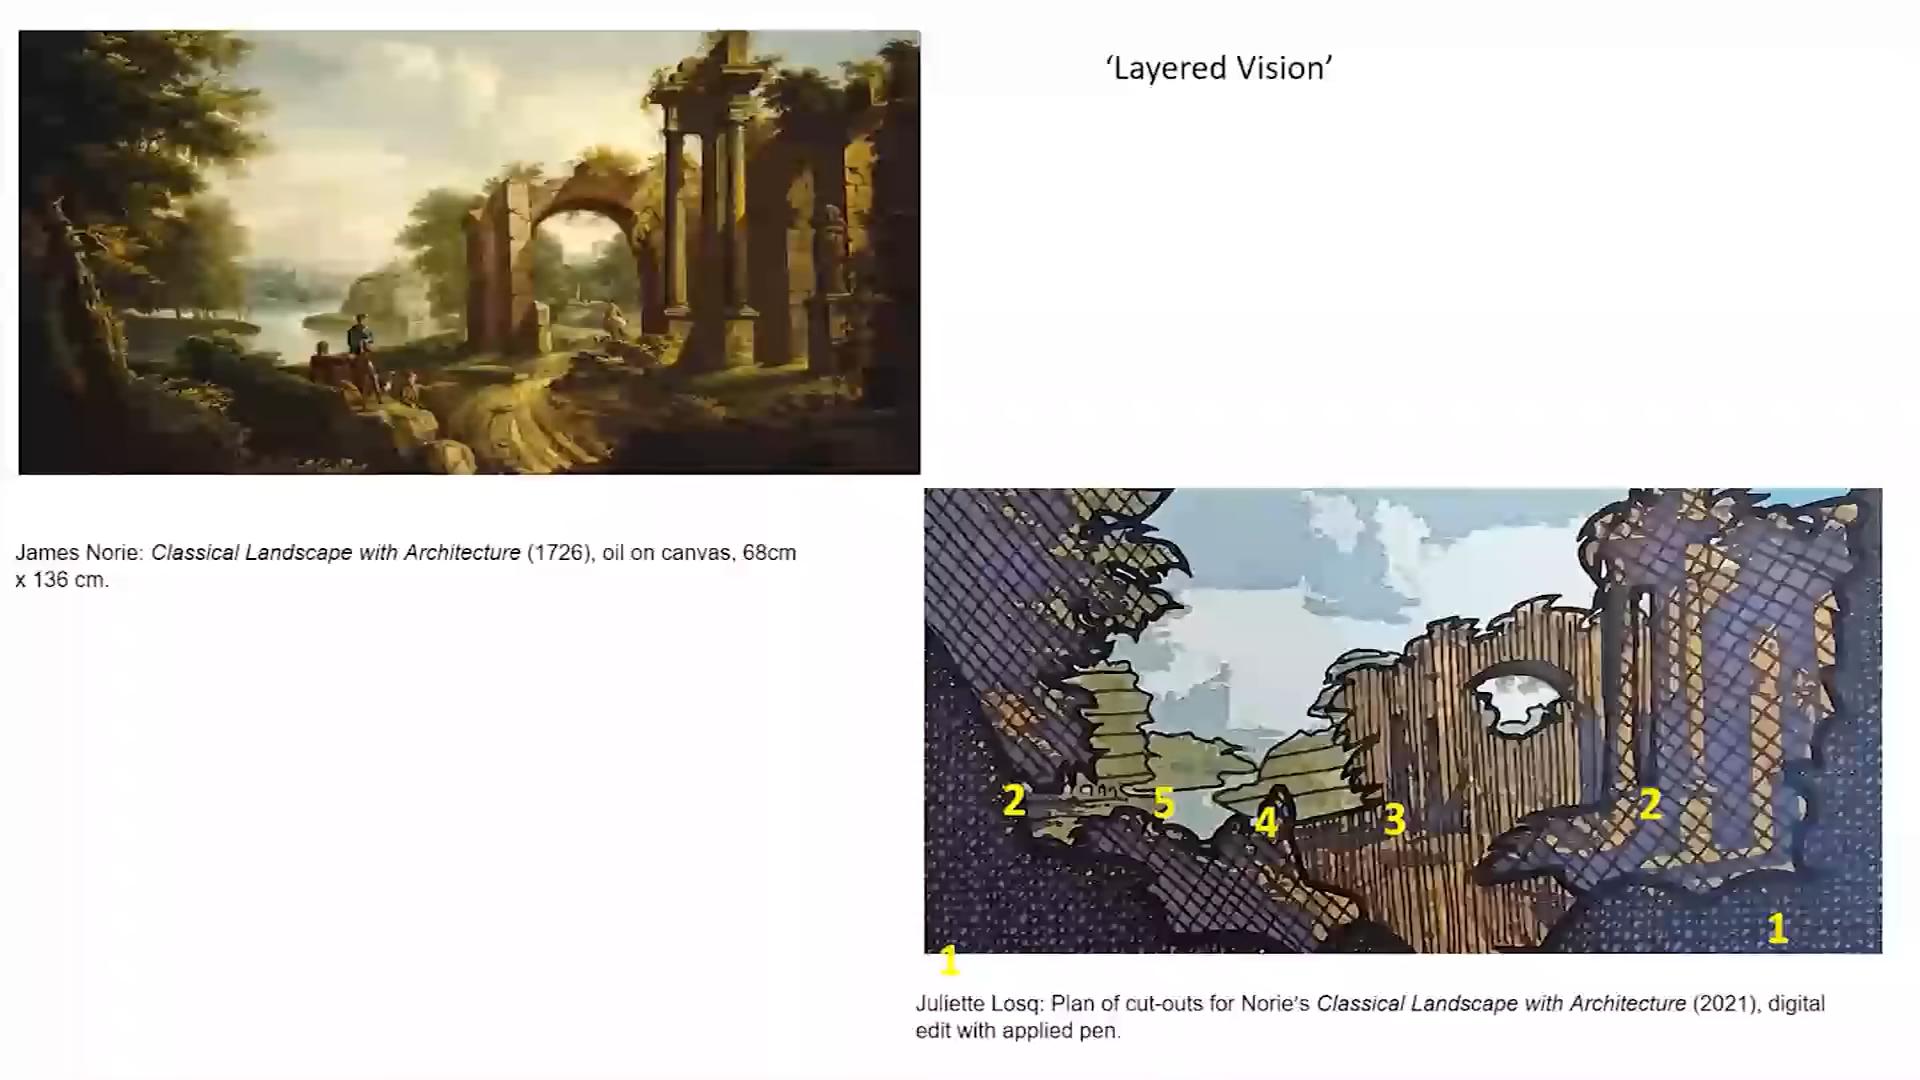 ‘Layered Vision’
James Norie: Classical Landscape with Architecture (1726), oil on canvas, 68cm
x 136 cm.
2
5
4
3
2
1
1
Juliette Losq: Plan of cut-outs for Norie's Classical Landscape with Architecture (2021), digital
edit with applied pen.